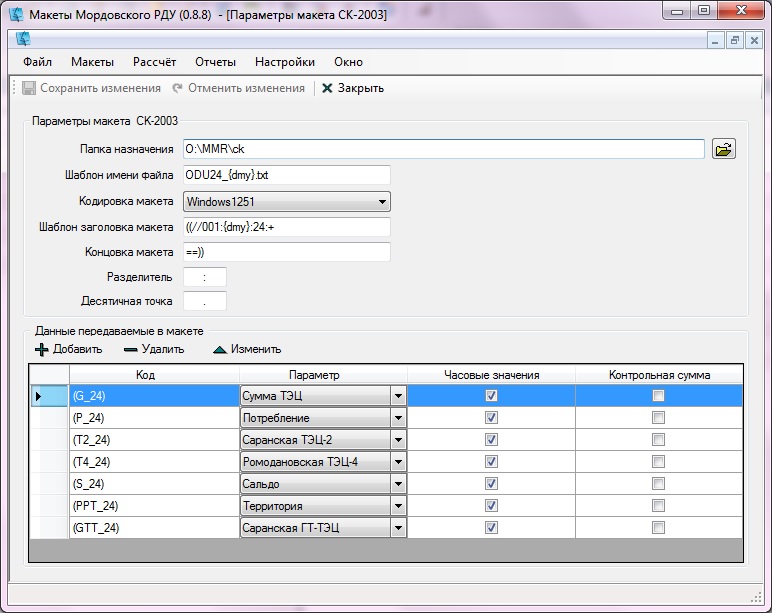 Макеты Мордовского РДУ (0.8.8) - [Параметры макета СК-2003]
Файл Макеты Рассчёт Отчеты Настройки Окно
Сохранить изменения Отменить изменения Закрыть
Параметры макета СК-2003
Папка назначения O:\MMR\ck
Шаблон имени файла ODU24_{dmy}.txt
Кодировка макета Windows1251
Шаблон заголовка макета ((//001:{dmy}:24:+
Концовка макета ==))
Разделитель :
Десятичная точка .
Данные передаваемые в макете
Добавить Удалить Изменить
Код Параметр Часовые значения Контрольная сумма
(G_24) Сумма ТЭЦ
(P_24) Потребление
(T2_24) Саранская ТЭЦ-2
(T4_24) Ромодановская ТЭЦ-4
(S_24) Сальдо
(PPT_24) Территория
(GTT_24) Саранская ГТ-ТЭЦ